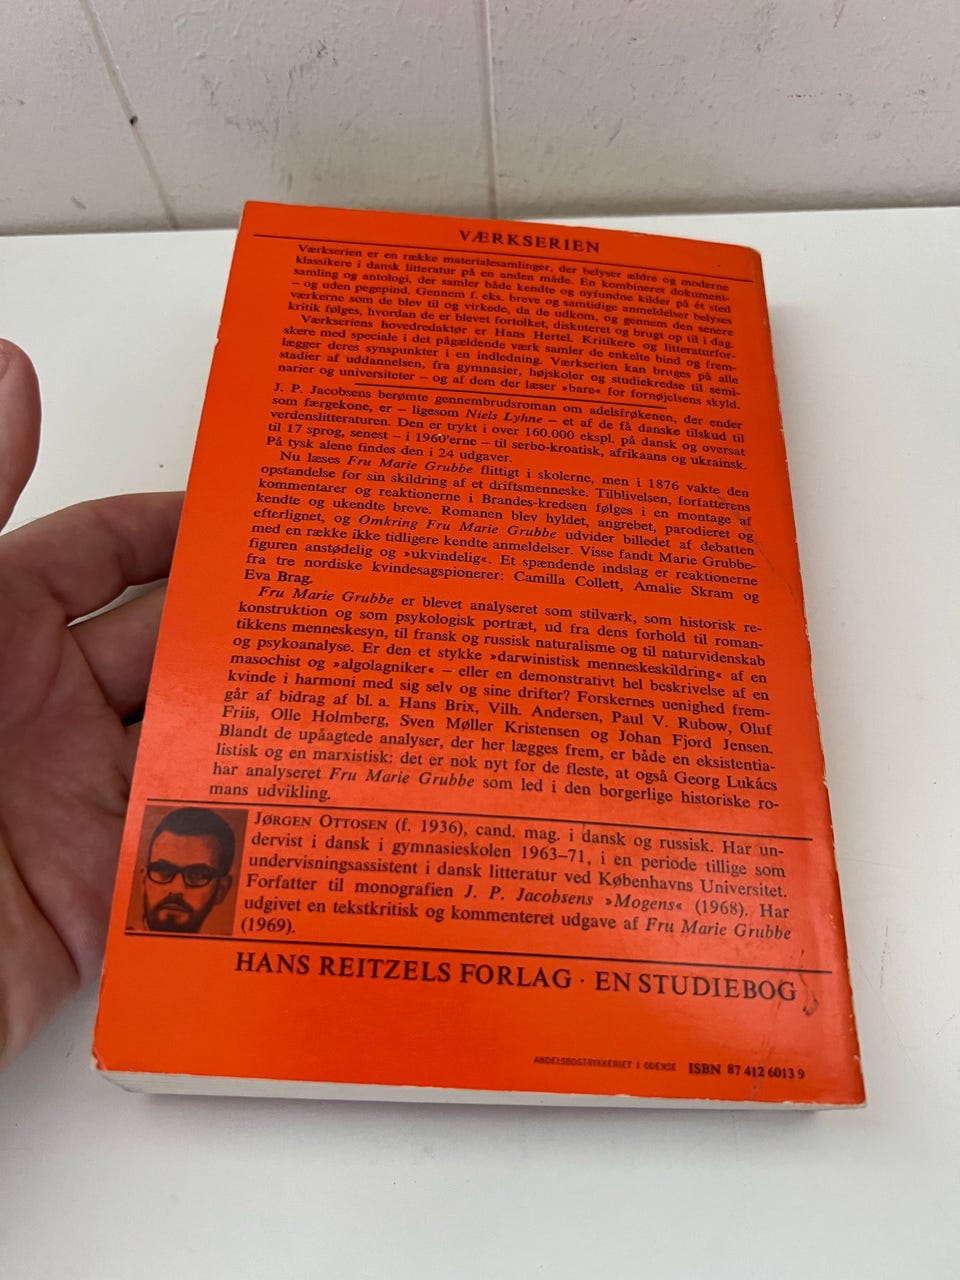 VÆRKSERIEN
Værkserien er en række materialesamlinger, der belyser ældre og moderne
klassikere i dansk litteratur på en anden måde. En kombineret dokument-
samling og antologi, der samler både kendte og nyfundne kilder på ét sted
– og uden pegepind. Gennem f. eks. breve og samtidige anmeldelser belyses
værkerne som de blev til og virkede, da de udkom, og gennem den senere
kritik følges, hvordan de er blevet fortolket, diskuteret og brugt op til i dag.
Værkseriens hovedredaktør er Hans Hertel. Kritikere og litteraturfor-
skere med speciale i det pågældende værk samler de enkelte bind og frem-
lægger deres synspunkter i en indledning. Værkserien kan bruges på alle
stadier af uddannelsen, fra gymnasier, højskoler og studiekredse til semi-
narier og universiteter – og af dem der læser »bare« for fornøjelsens skyld.
J. P. Jacobsens berømte gennembrudsroman om adelsfrøkenen, der ender
som færgekone, er – ligesom Niels Lyhne – et af de få danske tilskud til
verdenslitteraturen. Den er trykt i over 160.000 ekspl. på dansk og oversat
til 17 sprog, senest – i 1960'erne – til serbo-kroatisk, afrikaans og ukrainsk.
På tysk alene findes den i 24 udgaver.
Nu læses Fru Marie Grubbe flittigt i skolerne, men i 1876 vakte den
opstandelse for sin skildring af et driftsmenneske. Tilblivelsen, forfatterens
kommentarer og reaktionerne i Brandes-kredsen følges i en montage af
kendte og ukendte breve. Romanen blev hyldet, angrebet, parodieret og
efterlignet, og Omkring Fru Marie Grubbe udvider billedet af debatten
med en række ikke tidligere kendte anmeldelser. Visse fandt Marie Grubbe-
figuren anstødelig og »ukvindelig«. Et spændende indslag er reaktionerne
fra tre nordiske kvindesagspionerer: Camilla Collett, Amalie Skram og
Eva Brag.
Fru Marie Grubbe er blevet analyseret som stilværk, som historisk re-
konstruktion og som psykologisk portræt, ud fra dens forhold til roman-
tikkens menneskesyn, til fransk og russisk naturalisme og til naturvidenskab
og psykoanalyse. Er den et stykke »darwinistisk menneskeskildring« af en
masochist og »algolagniker« – eller en demonstrativt hel beskrivelse af en
kvinde i harmoni med sig selv og sine drifter? Forskernes uenighed frem-
går af bidrag af bl. a. Hans Brix, Vilh. Andersen, Paul V. Rubow, Oluf
Friis, Olle Holmberg, Sven Møller Kristensen og Johan Fjord Jensen.
Blandt de upåagtede analyser, der her lægges frem, er både en eksistentia-
listisk og en marxistisk: det er nok nyt for de fleste, at også Georg Lukács
har analyseret Fru Marie Grubbe som led i den borgerlige historiske ro-
mans udvikling.
JØRGEN OTTOSEN (f. 1936), cand. mag. i dansk og russisk. Har un-
dervist i dansk i gymnasieskolen 1963–71, i en periode tillige som
undervisningsassistent i dansk litteratur ved Københavns Universitet.
Forfatter til monografien J. P. Jacobsens »Mogens« (1968). Har
udgivet en tekstkritisk og kommenteret udgave af Fru Marie Grubbe
(1969).
HANS REITZELS FORLAG · EN STUDIEBOG
ANDELSBOGTRYKKERIET I ODENSE ISBN 87 412 6013 9